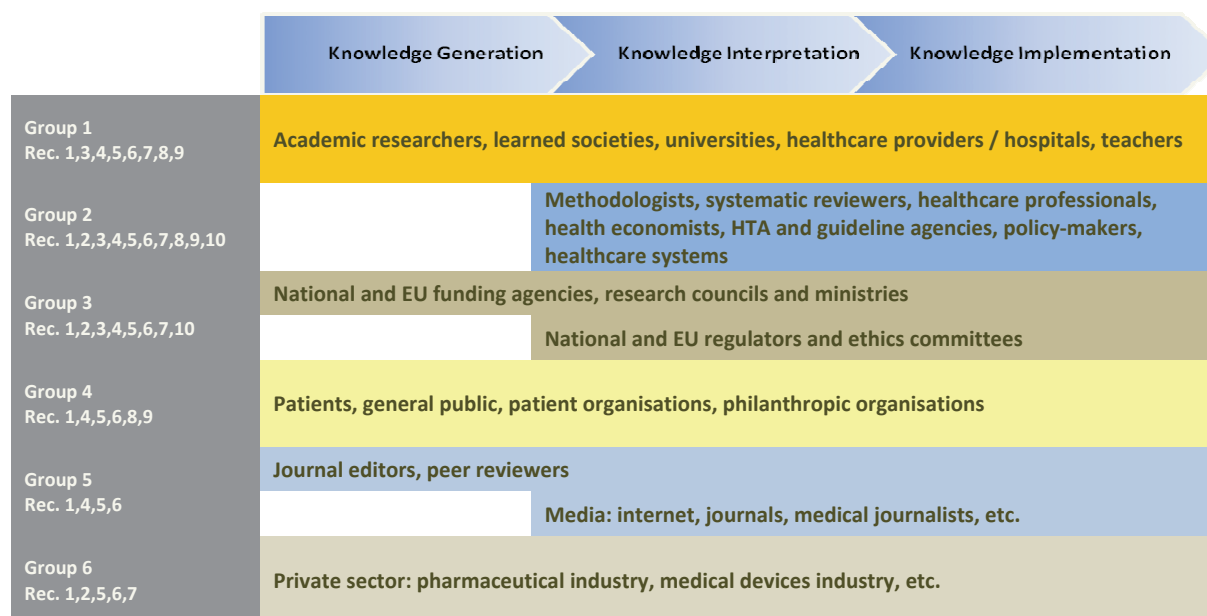 Knowledge Generation
Knowledge Interpretation
Knowledge Implementation
Group 1
Rec. 1,3,4,5,6,7,8,9
Academic researchers, learned societies, universities, healthcare providers / hospitals, teachers
Group 2
Rec. 1,2,3,4,5,6,7,8,9,10
Methodologists, systematic reviewers, healthcare professionals,
health economists, HTA and guideline agencies, policy-makers,
healthcare systems
Group 3
Rec. 1,2,3,4,5,6,7,10
National and EU funding agencies, research councils and ministries
National and EU regulators and ethics committees
Group 4
Rec. 1,4,5,6,8,9
Patients, general public, patient organisations, philanthropic organisations
Group 5
Rec. 1,4,5,6
Journal editors, peer reviewers
Media: internet, journals, medical journalists, etc.
Group 6
Rec. 1,2,5,6,7
Private sector: pharmaceutical industry, medical devices industry, etc.